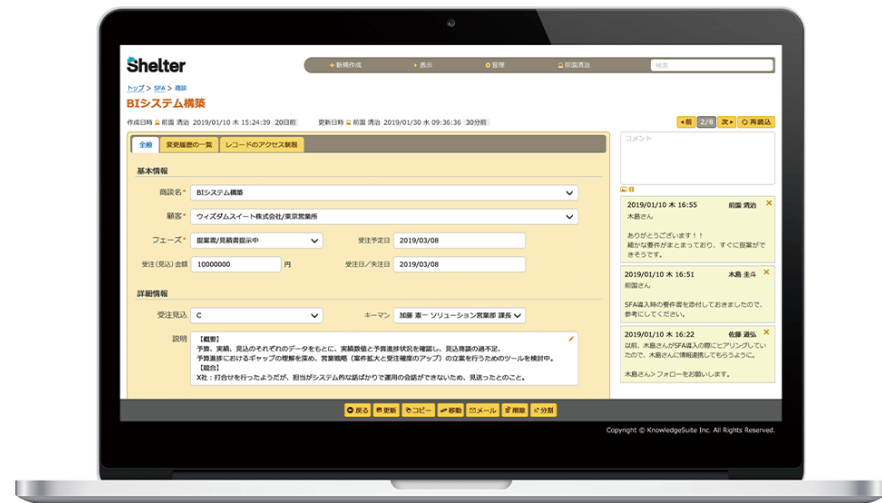 Shelter
新規作成
表示
管理
前園清治
検索
トップ > SFA > 商談
BIシステム構築
作成日時 前園 清治 2019/01/10 木 15:24:39 20日前 更新日時 前園 清治 2019/01/30 水 09:36:36 30分前
前 2/8 次 再読込
全般 変更履歴の一覧 レコードのアクセス制限
コメント
基本情報
商談名* BIシステム構築
顧客* ウィズダムスイート株式会社/東京営業所
フェーズ* 提案書/見積書提示中 受注予定日 2019/03/08
受注(見込)金額 10000000 円 受注日/失注日 2019/03/08
詳細情報
受注見込 C キーマン 加藤 憲一 ソリューション営業部 課長
説明 【概要】
予算、実績、見込のそれぞれのデータをもとに、実績数値と予算進捗状況を確認し、見込商談の過不足、
予算進捗におけるギャップの理解を深め、営業戦略(案件拡大と受注確度のアップ)の立案を行うためのツールを検討中。
【競合】
X社:打合せを行ったようだが、担当がシステム的な話ばかりで運用の会話ができないため、見送ったとのこと。
2019/01/10 木 16:55 前園 清治
木島さん
ありがとうございます!!
細かな要件がまとまっており、すぐに提案がで
きそうです。
2019/01/10 木 16:51 木島 圭斗
前園さん
SFA導入時の要件書を添付しておきましたので、
参考にしてください。
2019/01/10 木 16:22 佐藤 道弘
以前、木島さんがSFA導入の際にヒアリングしてい
たので、木島さんに情報連携してもらうように。
木島さん> フォローをお願いします。
戻る 更新 コピー 移動 メール 削除 分割
Copyright © KnowledgeSuite Inc. All Rights Reserved.